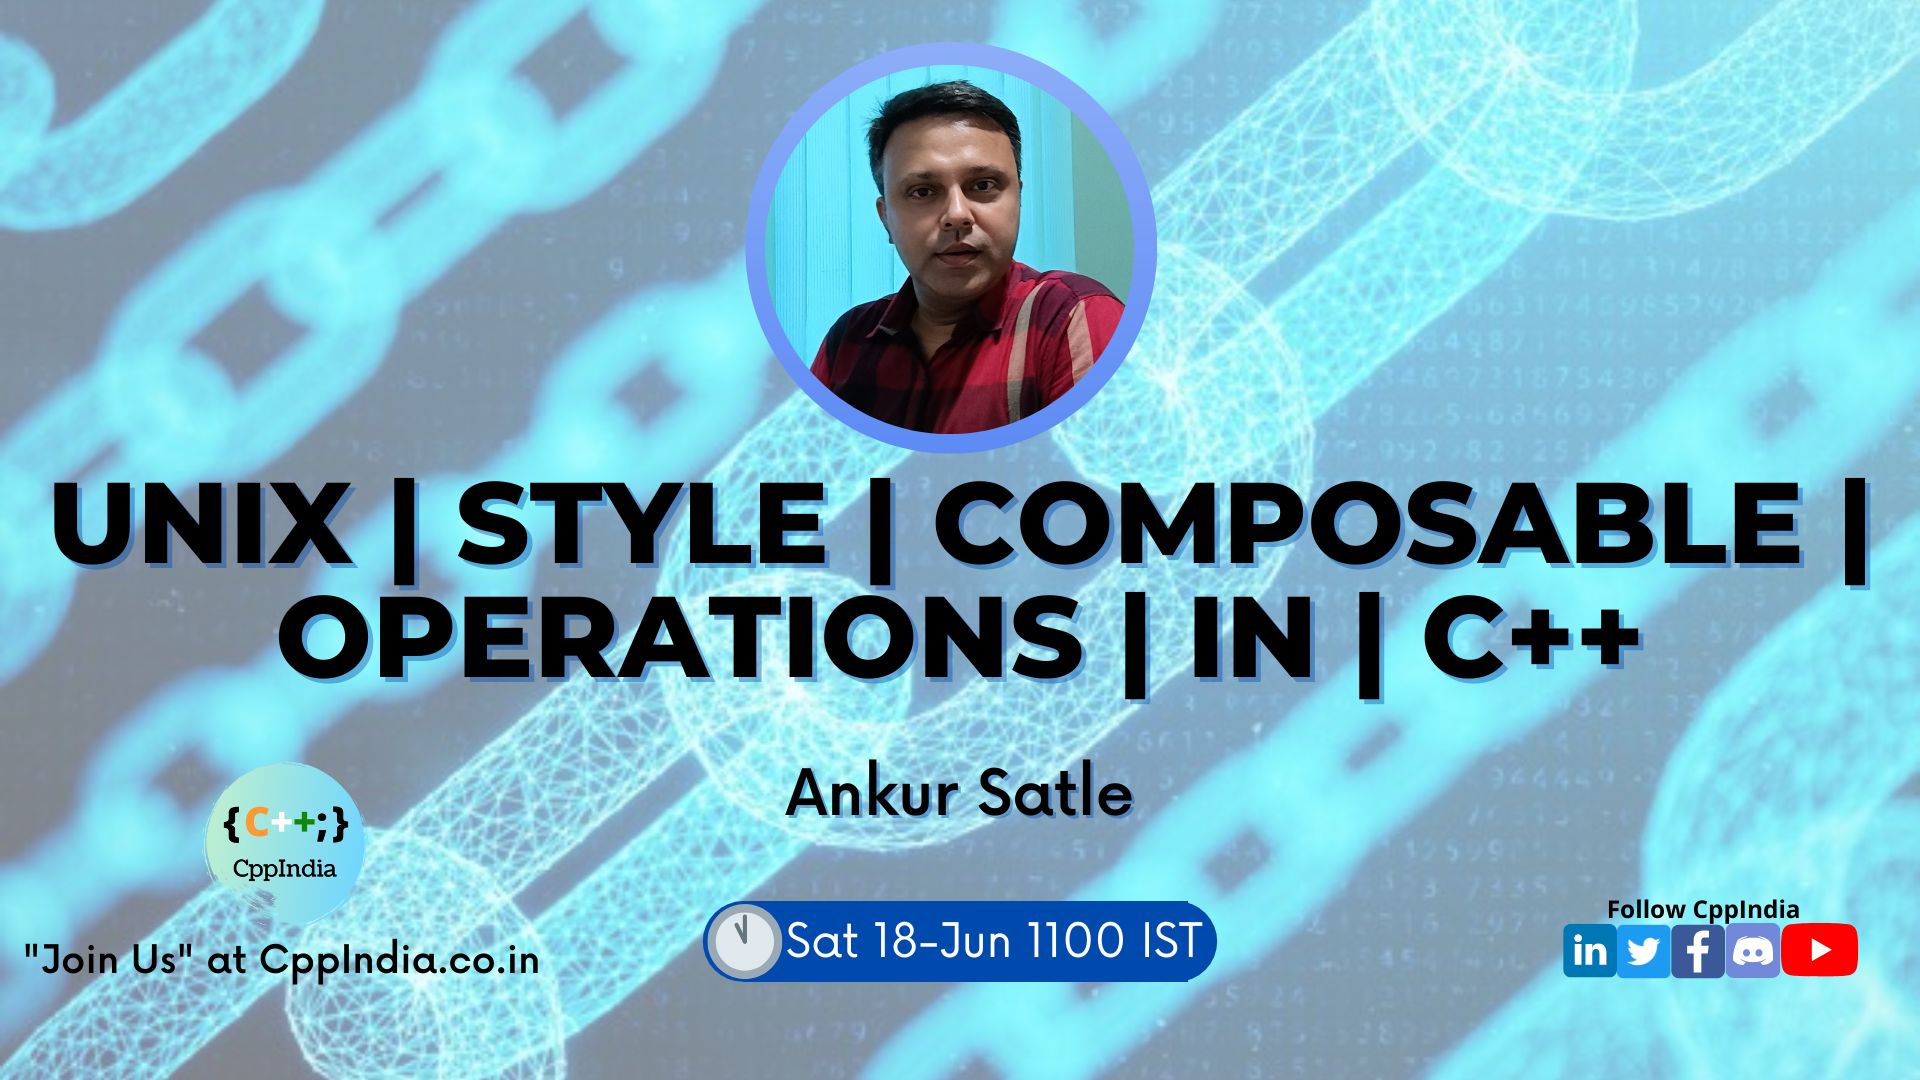 UNIX | STYLE | COMPOSABLE |
OPERATIONS | IN | C++
Ankur Satle
{C++;}
CppIndia
"Join Us" at CppIndia.co.in
Sat 18-Jun 1100 IST
Follow CppIndia
in
f